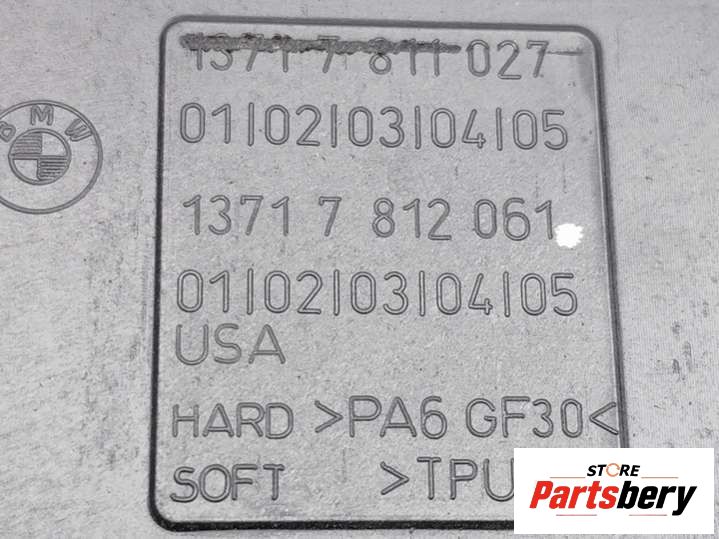 BMW
1371 7 811 027
01|02|03|04|05
1371 7 812 061
01|02|03|04|05
USA
HARD >PA6 GF30<
SOFT >TPU
STORE
Partsbery